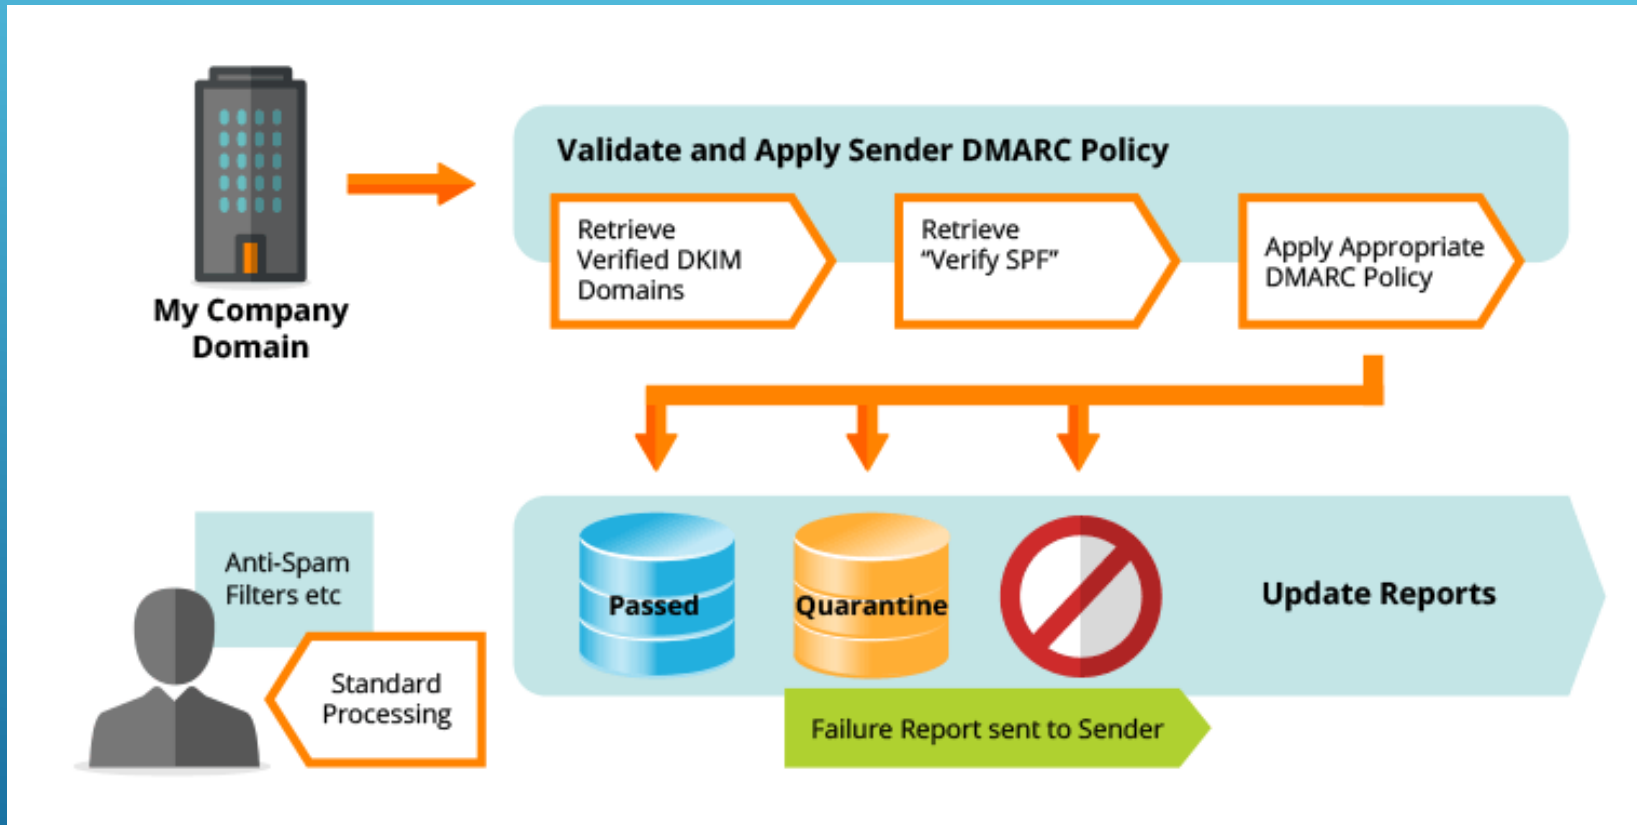 Validate and Apply Sender DMARC Policy
Retrieve
Verified DKIM
Domains
Retrieve
“Verify SPF”
Apply Appropriate
DMARC Policy
My Company
Domain
Anti-Spam
Filters etc
Standard
Processing
Passed
Quarantine
Update Reports
Failure Report sent to Sender